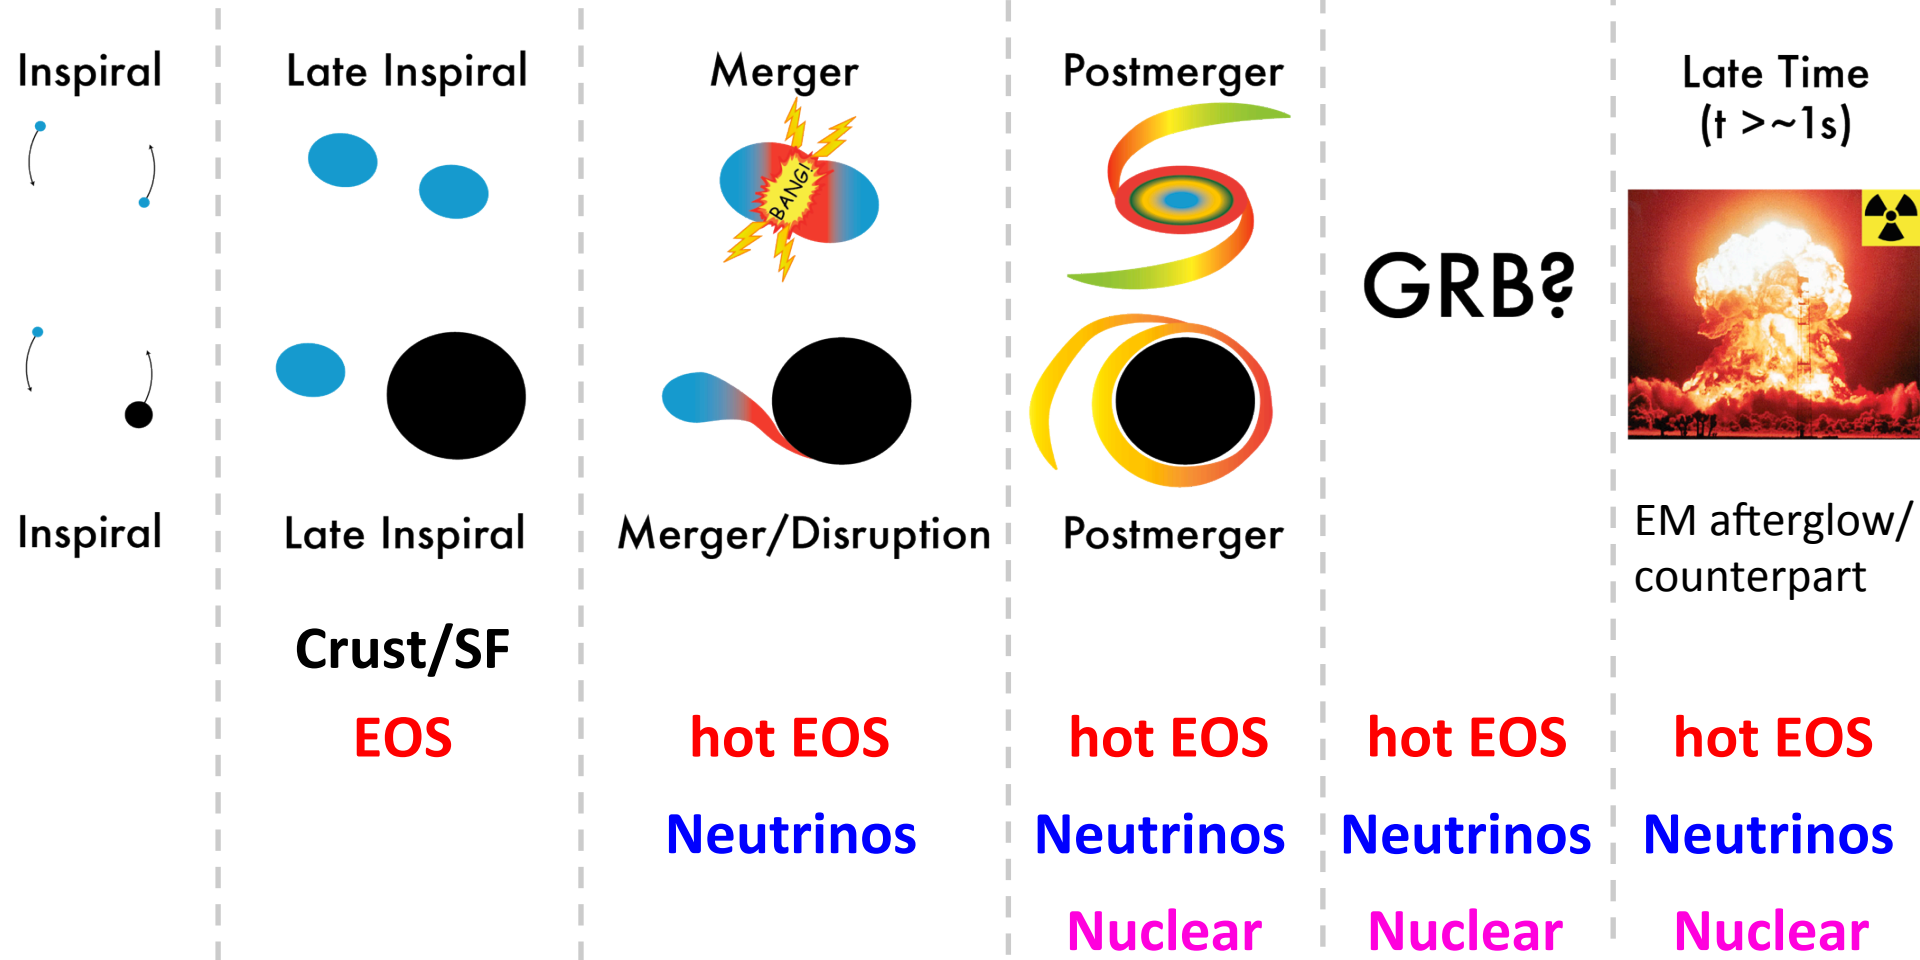 Inspiral
Late Inspiral
Merger
Postmerger
Late Time
(t >~1s)
BANG!
GRB?
Inspiral
Late Inspiral
Merger/Disruption
Postmerger
EM afterglow/
counterpart
Crust/SF
EOS
hot EOS
hot EOS
hot EOS
hot EOS
Neutrinos
Neutrinos
Neutrinos
Neutrinos
Nuclear
Nuclear
Nuclear